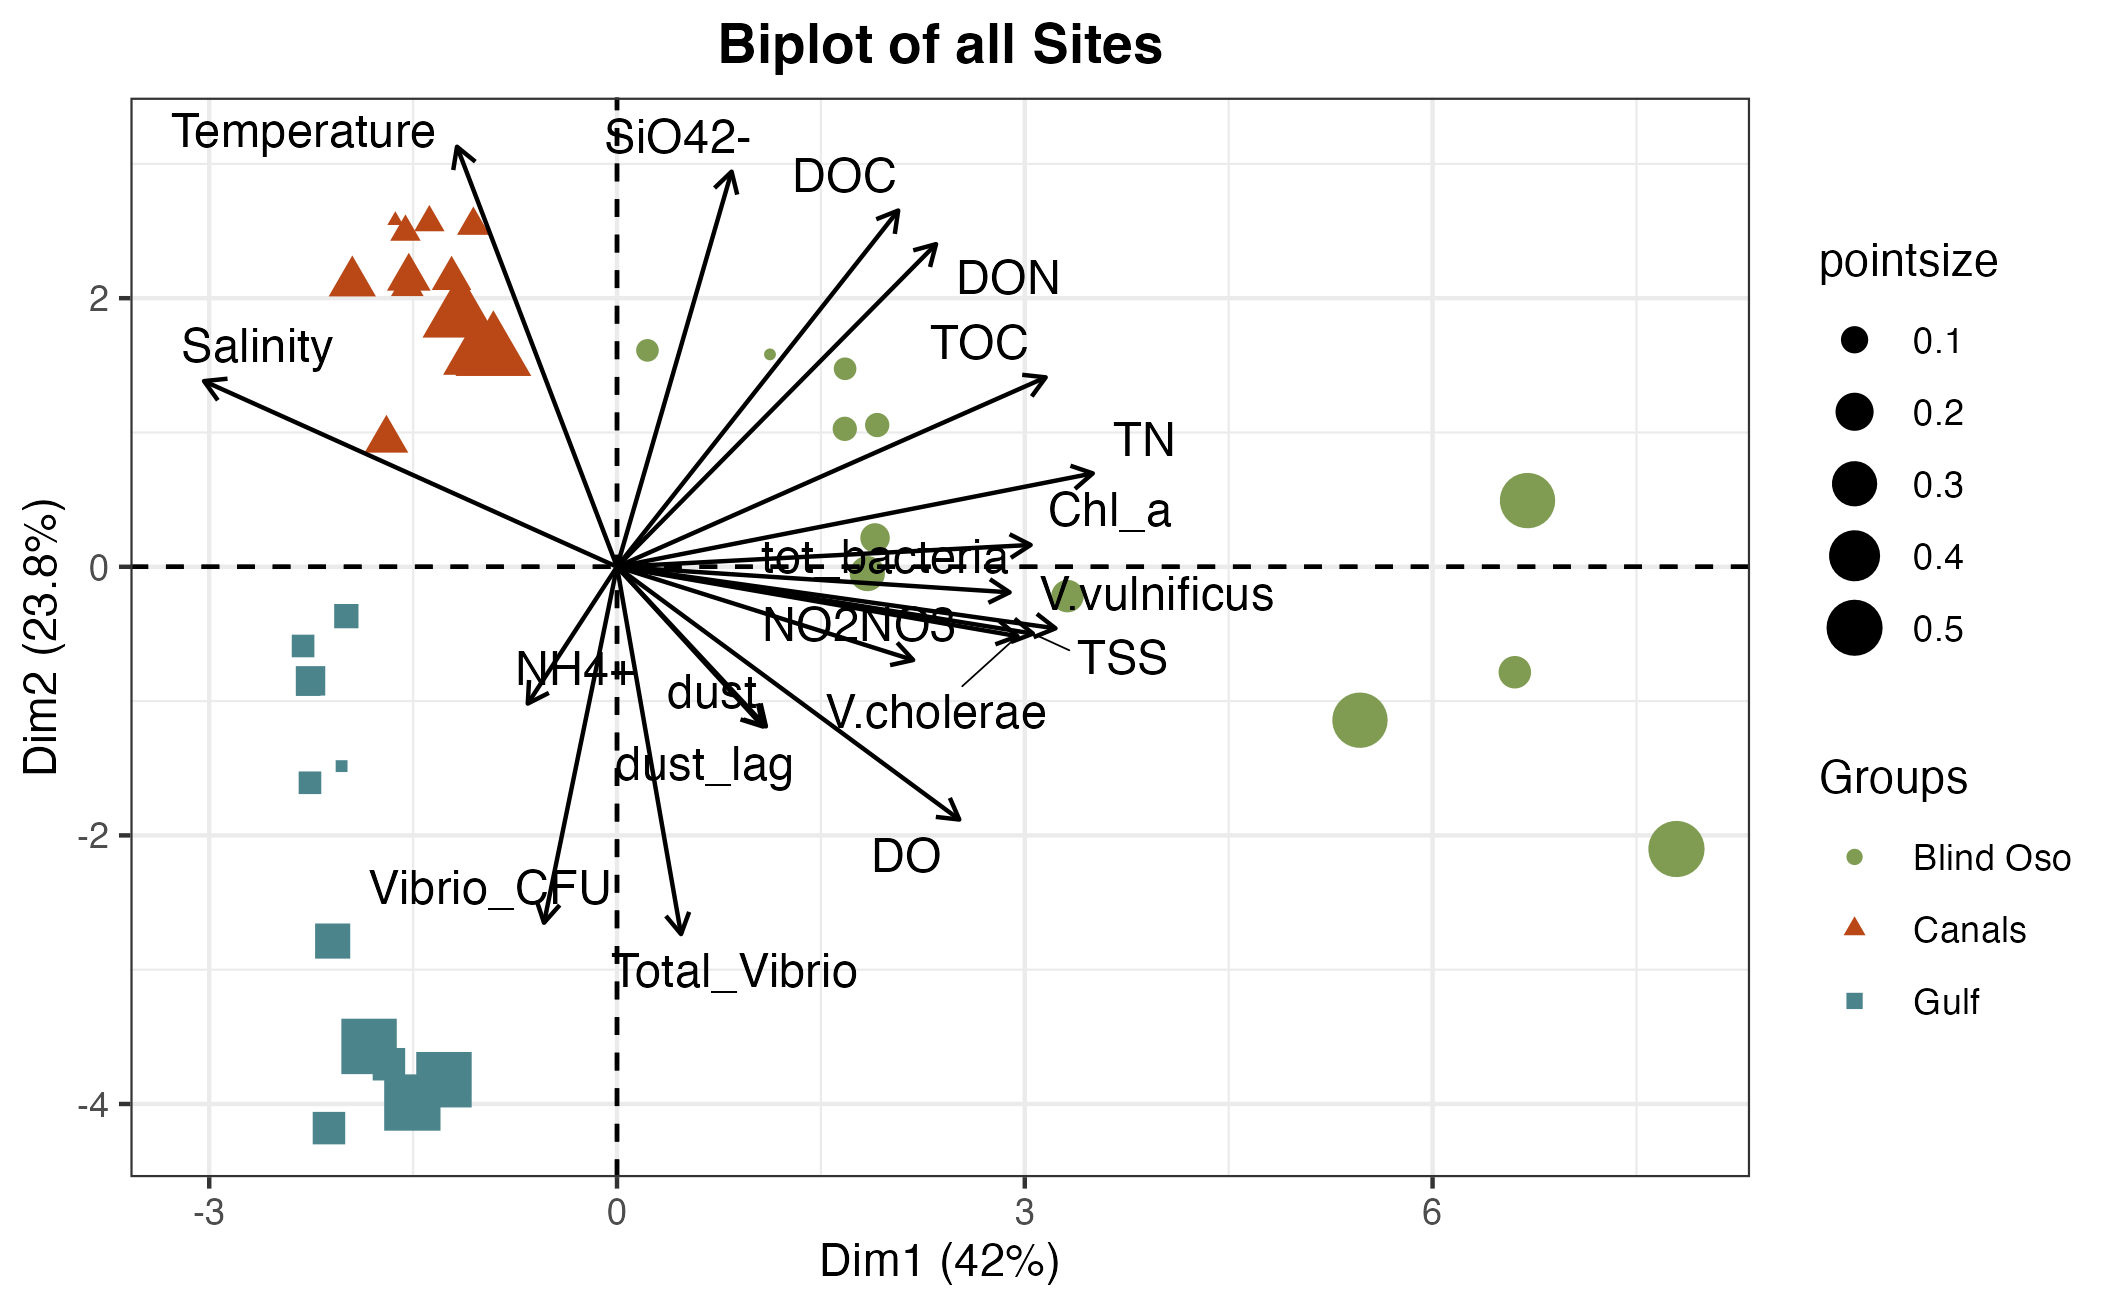 Biplot of all Sites
Temperature
SiO42-
DOC
DON
TOC
Salinity
TN
Chl_a
tot_bacteria
V.vulnificus
NO2NO3
TSS
NH4+
dust
V.cholerae
dust_lag
DO
Vibrio_CFU
Total_Vibrio
2
0
-2
-4
-3
0
3
6
Dim1 (42%)
Dim2 (23.8%)
pointsize
0.1
0.2
0.3
0.4
0.5
Groups
Blind Oso
Canals
Gulf